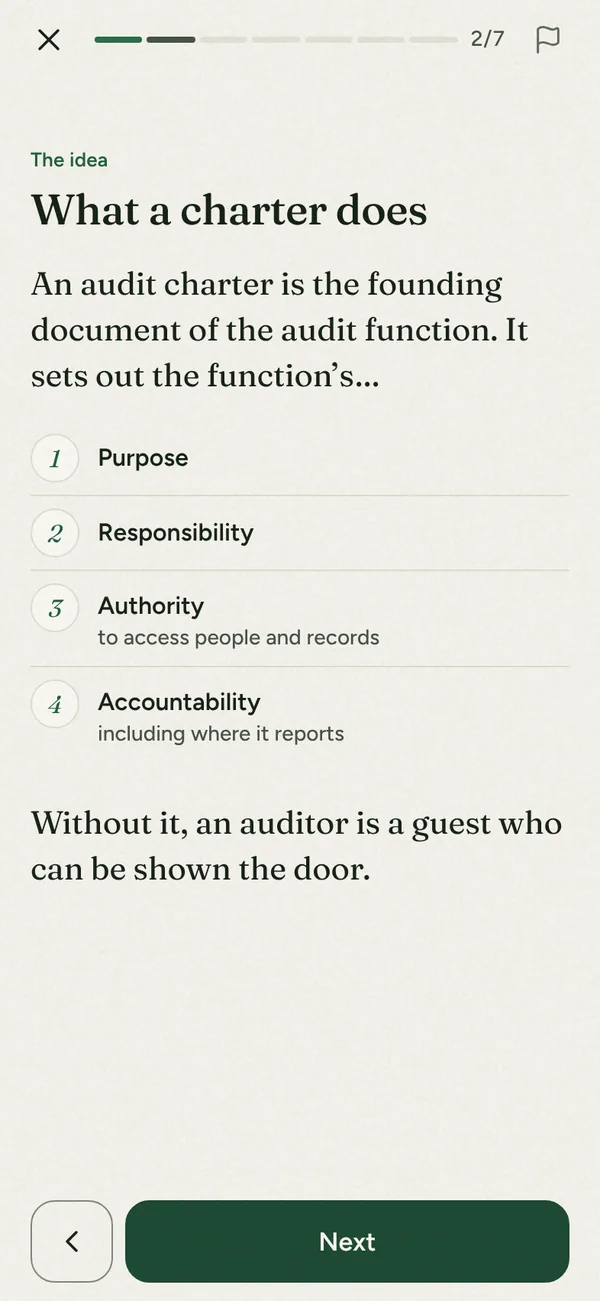 2/7
The idea
What a charter does
An audit charter is the founding
document of the audit function. It
sets out the function’s...
1 Purpose
2 Responsibility
3 Authority
to access people and records
4 Accountability
including where it reports
Without it, an auditor is a guest who
can be shown the door.
Next